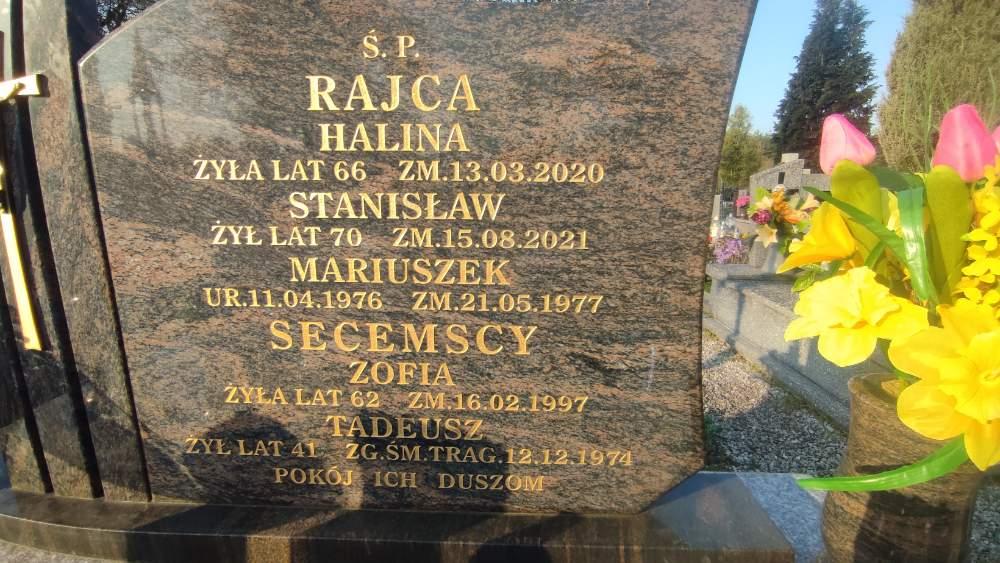 Ś. P.
RAJCA
HALINA
ŻYŁA LAT 66 ZM.13.03.2020
STANISŁAW
ŻYŁ LAT 70 ZM.15.08.2021
MARIUSZEK
UR.11.04.1976 ZM.21.05.1977
SECEMSCY
ZOFIA
ŻYŁA LAT 62 ZM.16.02.1997
TADEUSZ
ŻYŁ LAT 41 ZG.ŚM.TRAG.12.12.1974
POKÓJ ICH DUSZOM